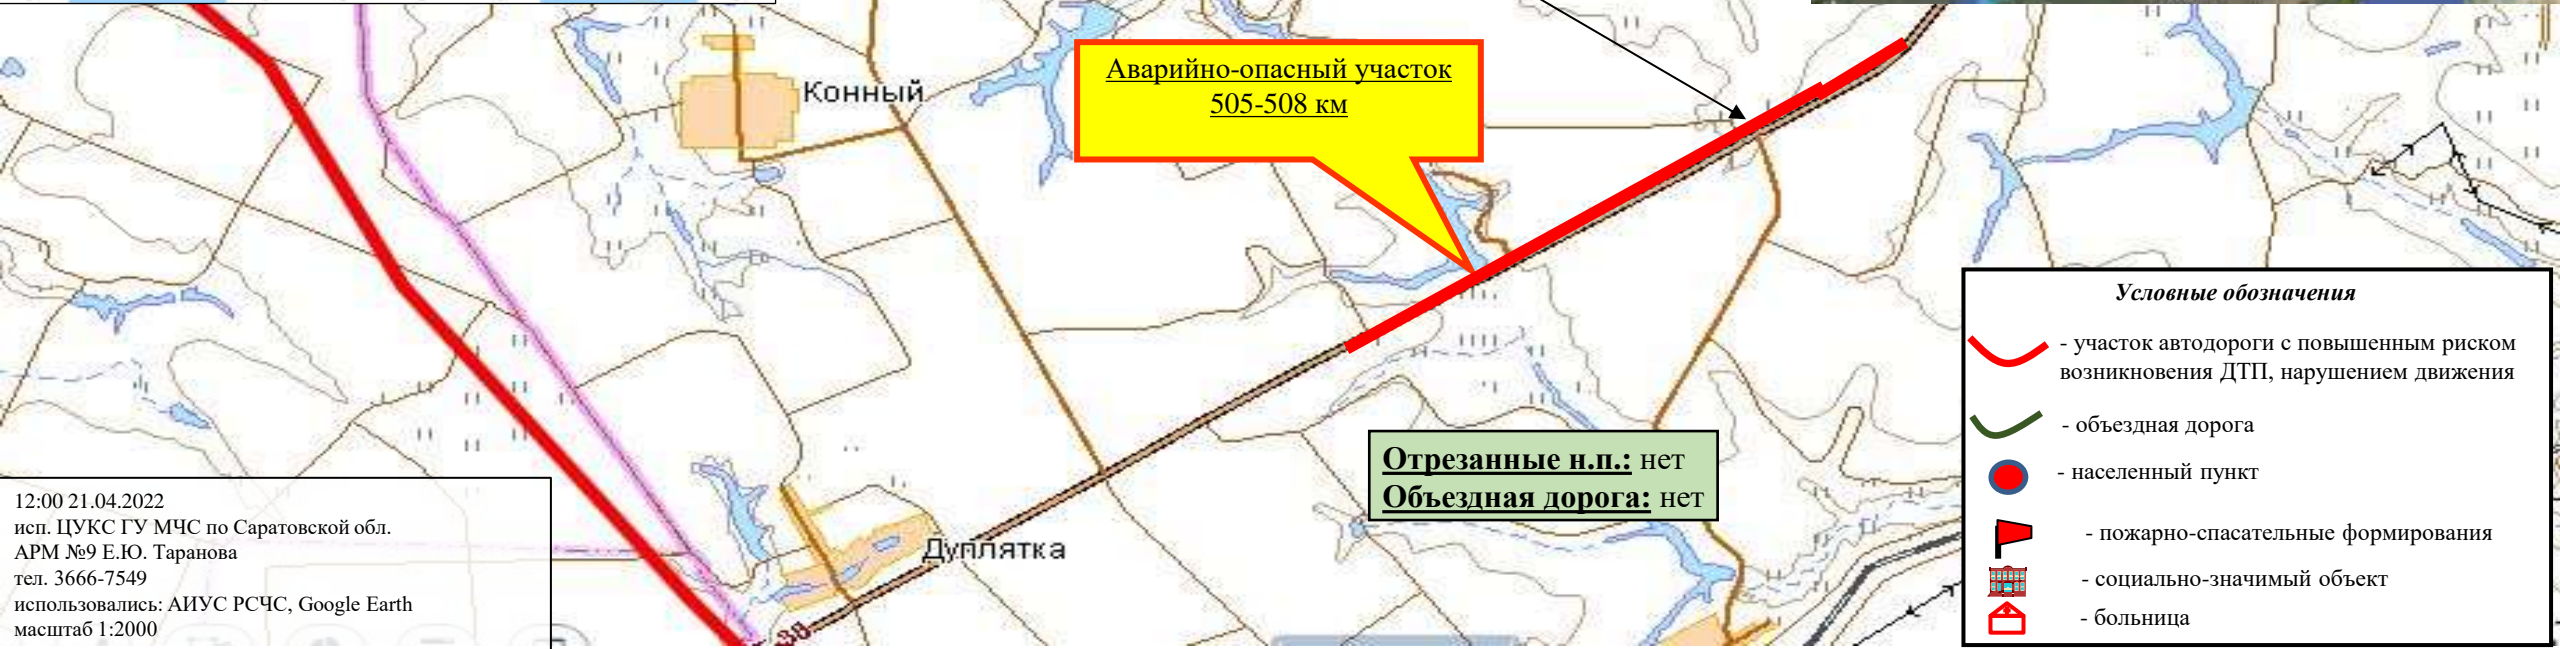 Конный
Аварийно-опасный участок
505-508 км
Условные обозначения
- участок автодороги с повышенным риском
возникновения ДТП, нарушением движения
- объездная дорога
- населенный пункт
- пожарно-спасательные формирования
- социально-значимый объект
- больница
Отрезанные н.п.: нет
Объездная дорога: нет
Дуплятка
12:00 21.04.2022
исп. ЦУКС ГУ МЧС по Саратовской обл.
АРМ №9 Е.Ю. Таранова
тел. 3666-7549
использовались: АИУС РСЧС, Google Earth
масштаб 1:2000